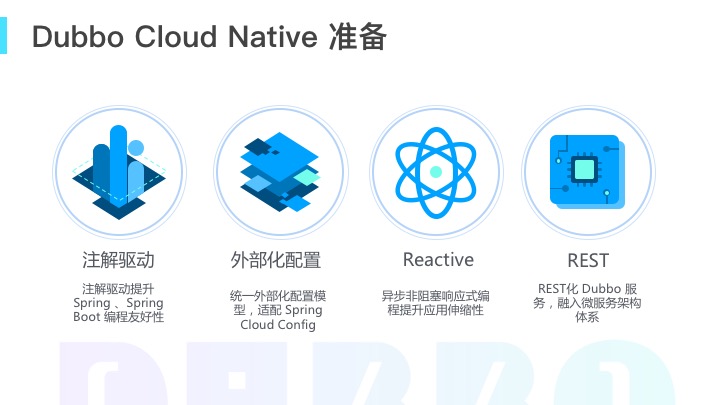 Dubbo Cloud Native 准备
注解驱动
注解驱动提升
Spring 、Spring
Boot 编程友好性
外部化配置
统一外部化配置模
型，适配 Spring
Cloud Config
Reactive
异步非阻塞响应式编
程提升应用伸缩性
REST
REST化 Dubbo 服
务，融入微服务架构
体系
DUBBO